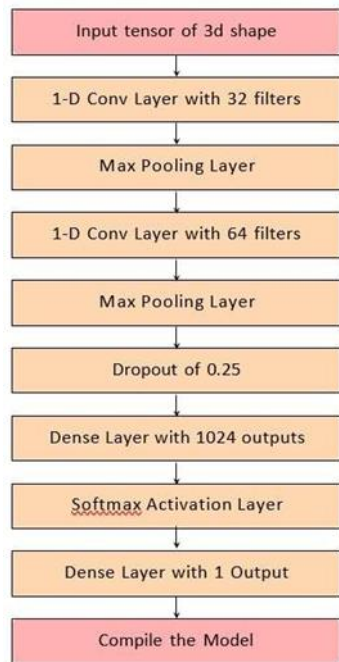 Input tensor of 3d shape
1-D Conv Layer with 32 filters
Max Pooling Layer
1-D Conv Layer with 64 filters
Max Pooling Layer
Dropout of 0.25
Dense Layer with 1024 outputs
Softmax Activation Layer
Dense Layer with 1 Output
Compile the Model